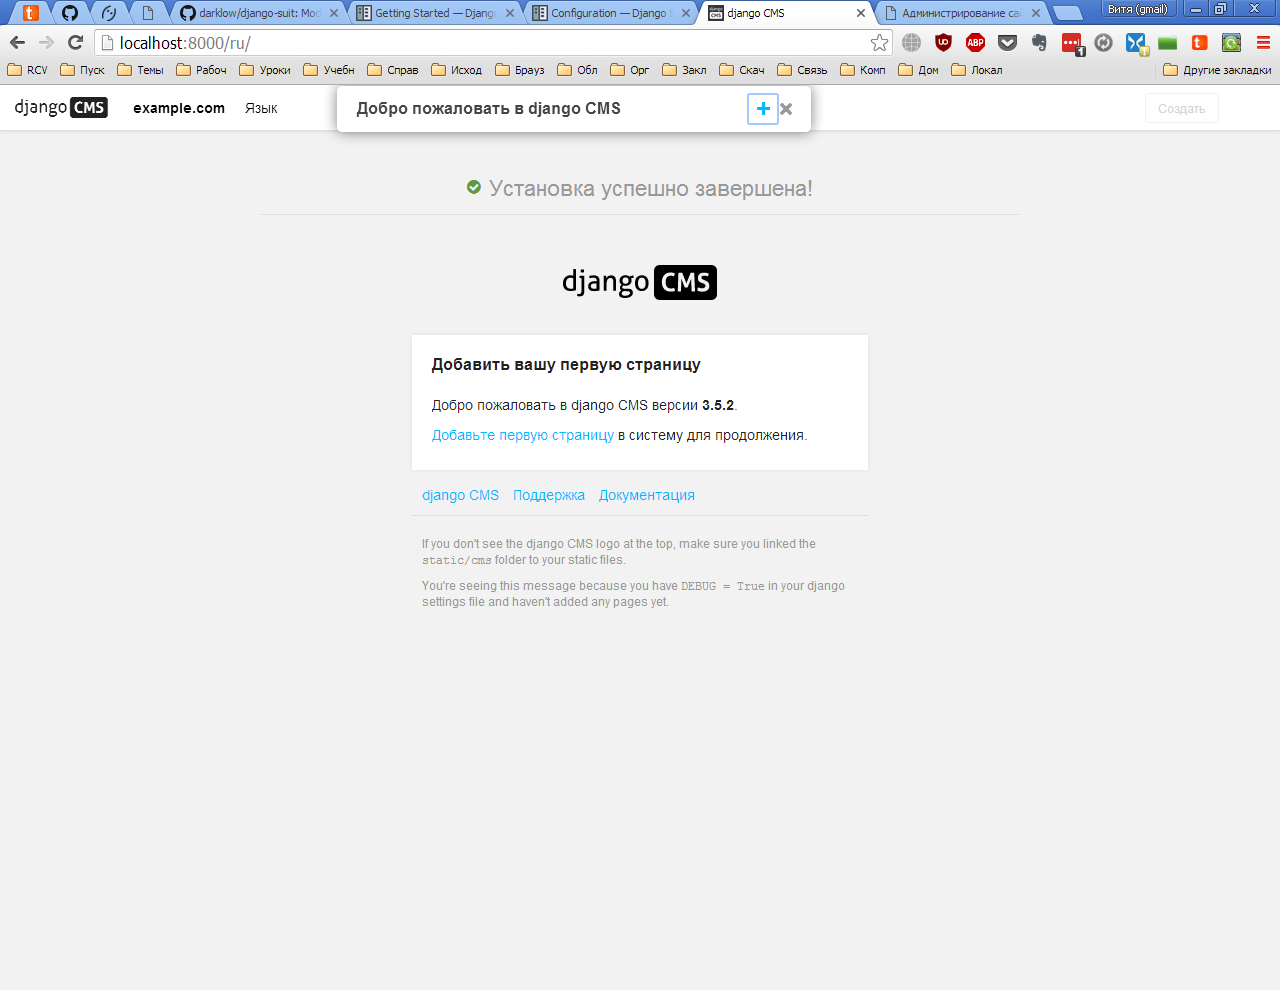 darklow/django-suit: Mod
Getting Started — Django
Configuration — Django S
django CMS
Администрирование са
Витя (gmail)
localhost:8000/ru/
RCV
Пуск
Темы
Рабоч
Уроки
Учебн
Справ
Исход
Брауз
Обл
Орг
Закл
Скач
Связь
Комп
Дом
Локал
Другие закладки
django CMS
example.com
Язык
Добро пожаловать в django CMS
Создать
Установка успешно завершена!
django CMS
Добавить вашу первую страницу
Добро пожаловать в django CMS версии 3.5.2.
Добавьте первую страницу в систему для продолжения.
django CMS Поддержка Документация
If you don't see the django CMS logo at the top, make sure you linked the
static/cms folder to your static files.
You're seeing this message because you have DEBUG = True in your django
settings file and haven't added any pages yet.